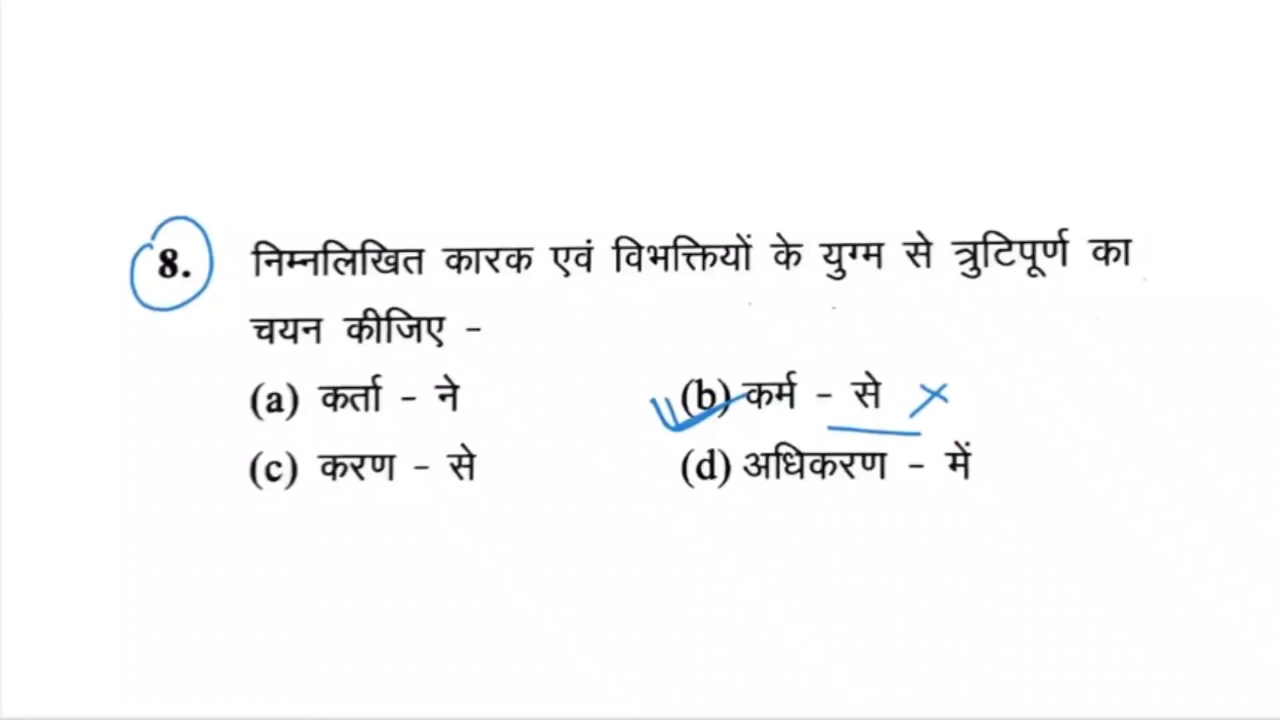 8. निम्नलिखित कारक एवं विभक्तियों के युग्म से त्रुटिपूर्ण का
चयन कीजिए -
(a) कर्ता - ने (b) कर्म - से
(c) करण - से (d) अधिकरण - में